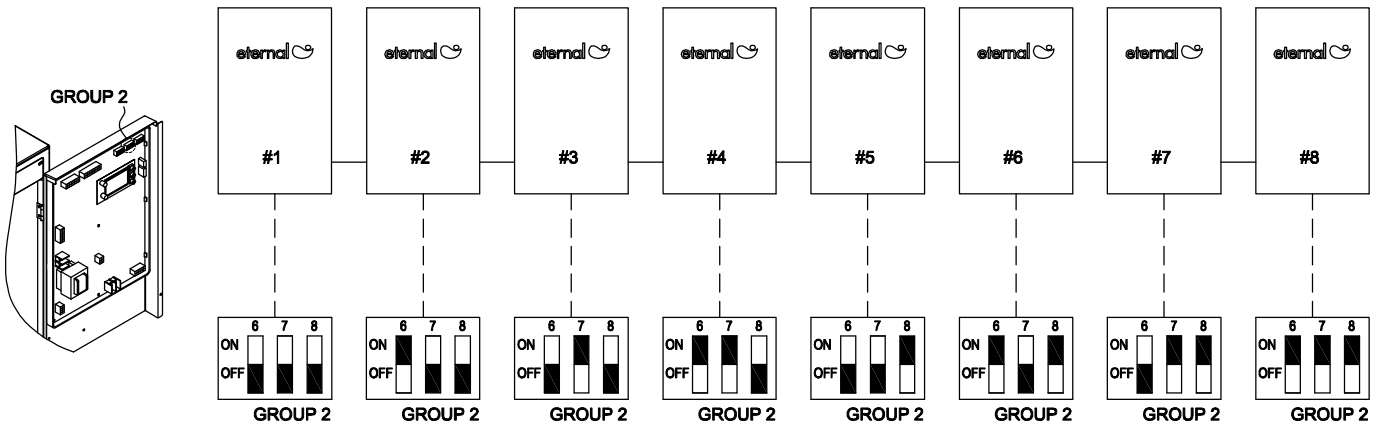 GROUP 2
eternal eternal eternal eternal eternal eternal eternal eternal
#1 #2 #3 #4 #5 #6 #7 #8
6 7 8 6 7 8 6 7 8 6 7 8 6 7 8 6 7 8 6 7 8 6 7 8
ON ON ON ON ON ON ON ON
OFF OFF OFF OFF OFF OFF OFF OFF
GROUP 2 GROUP 2 GROUP 2 GROUP 2 GROUP 2 GROUP 2 GROUP 2 GROUP 2